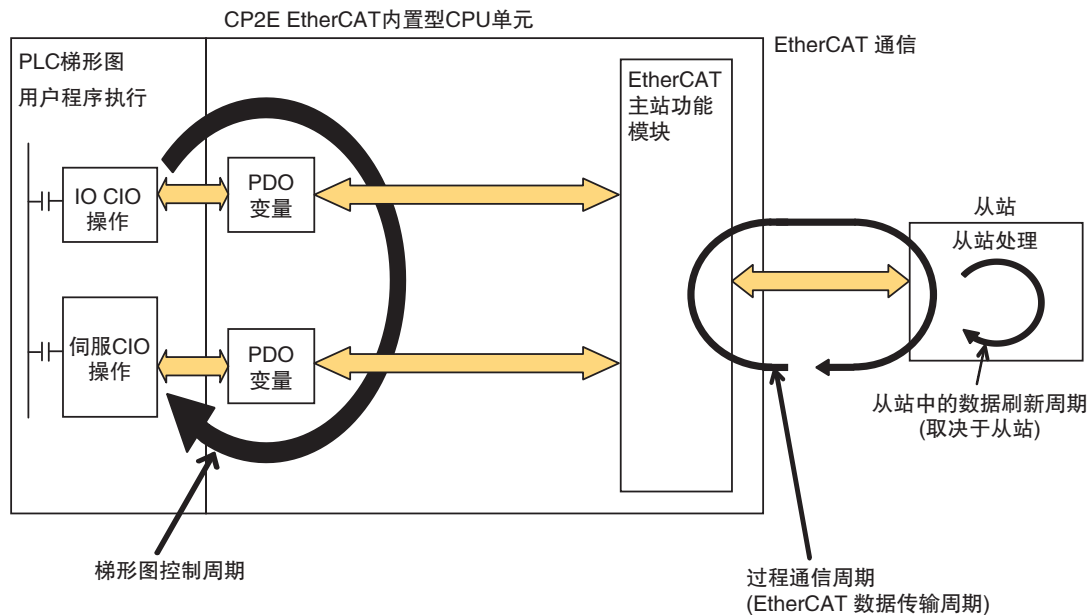 CP2E EtherCAT内置型CPU单元
EtherCAT 通信
PLC梯形图
用户程序执行
EtherCAT
主站功能
模块
IO CIO
操作
PDO
变量
从站
从站处理
伺服CIO
操作
PDO
变量
从站中的数据刷新周期
(取决于从站)
梯形图控制周期
过程通信周期
(EtherCAT 数据传输周期)